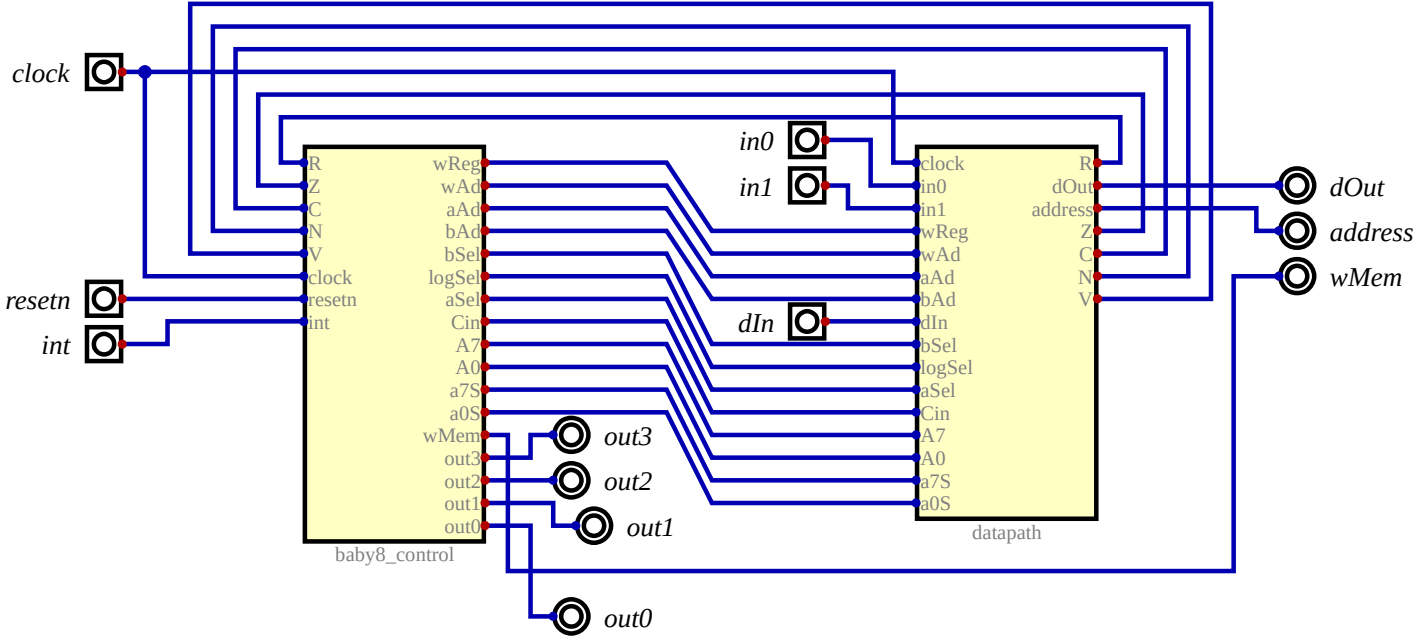 clock
resetn
int
R
Z
C
N
V
clock
resetn
int
wReg
wAd
aAd
bAd
bSel
logSel
aSel
Cin
A7
A0
a7S
a0S
wMem
out3
out2
out1
out0
baby8_control
out3
out2
out1
out0
in0
in1
dIn
clock
in0
in1
wReg
wAd
aAd
bAd
dIn
bSel
logSel
aSel
Cin
A7
A0
a7S
a0S
R
dOut
address
Z
C
N
V
datapath
dOut
address
wMem